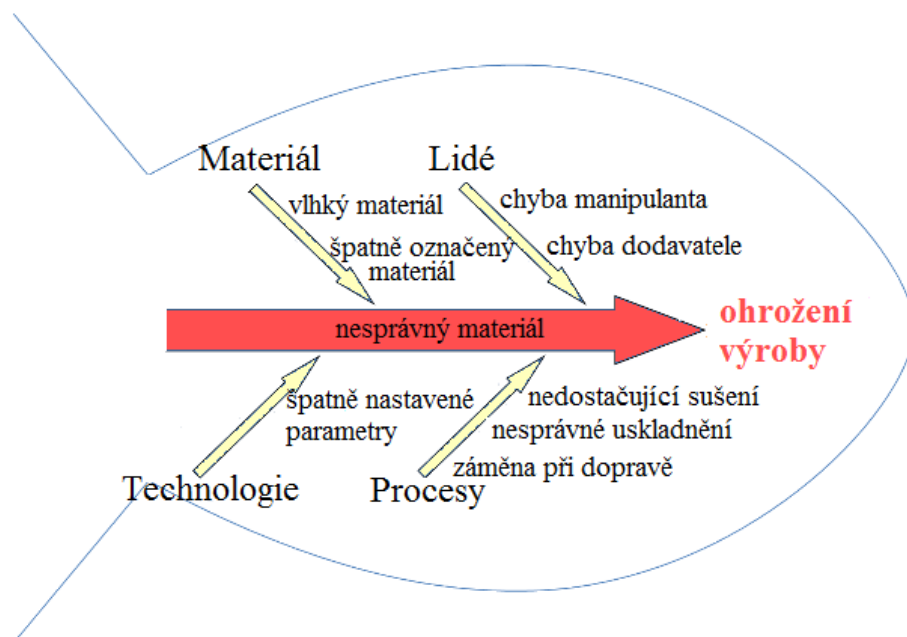 Materiál
Lidé
vlhký materiál
chyba manipulanta
špatně označený
materiál
chyba dodavatele
nesprávný materiál
ohrožení
výroby
špatně nastavené
parametry
nedostačující sušení
nesprávné uskladnění
záměna při dopravě
Technologie
Procesy